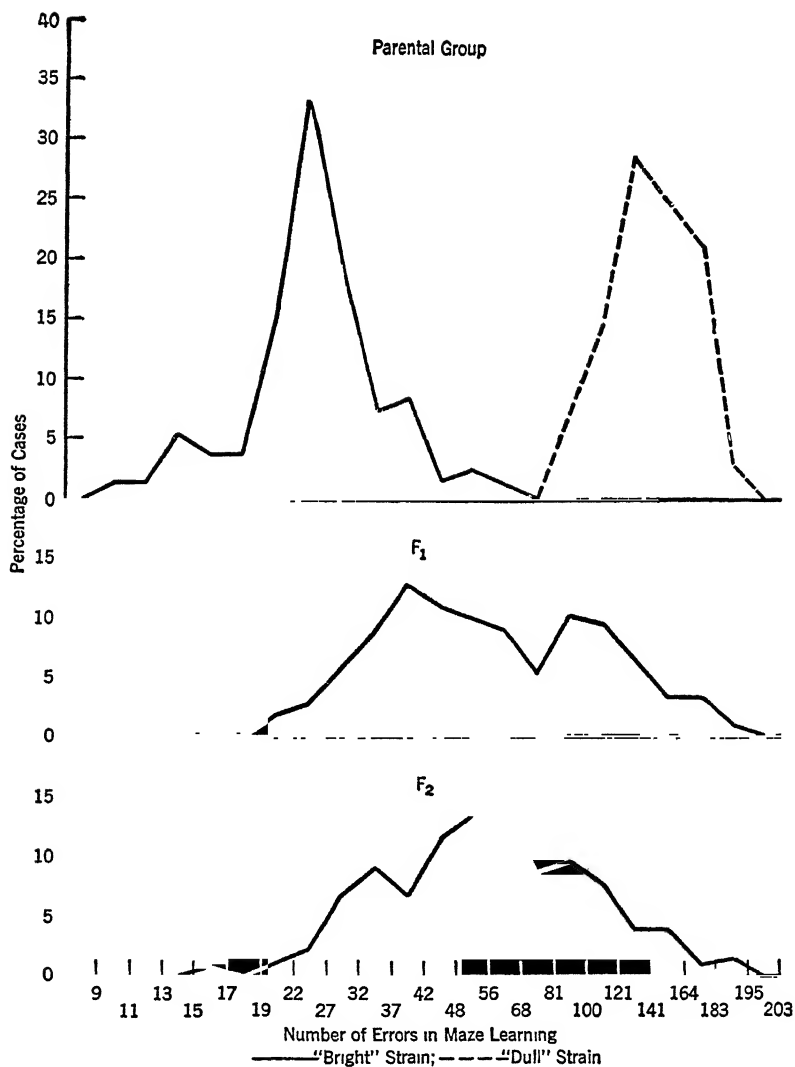 Parental Group
40
35
30
25
20
15
10
5
0
Percentage of Cases
F1
15
10
5
0
F2
15
10
5
0
9 13 17 22 32 42 56 81 121 164 195
11 15 19 27 37 48 68 100 141 183 203
Number of Errors in Maze Learning
"Bright" Strain; "Dull" Strain